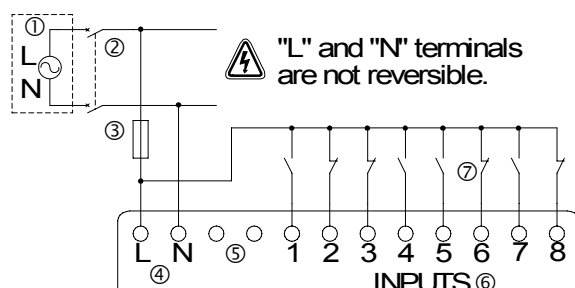 ①
L
N
②
"L" and "N" terminals
are not reversible.
③
⑦
L N ⑤ 1 2 3 4 5 6 7 8
④
INPUTS ⑥